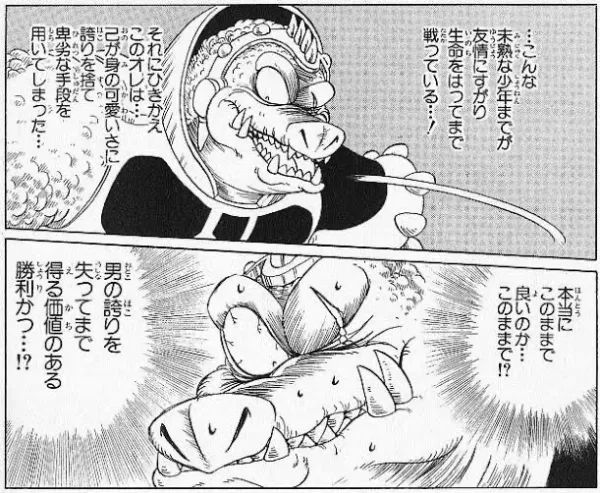 …こんな
未熟な少年までが
友情にすがり
生命をはってまで
戦っている…！
それにひきかえ
このオレは…
己が身の可愛いさに
誇りを捨て
卑劣な手段を
用いてしまった…
本当に
このままで
良いのか…
このままで!?
男の誇りを
失ってまで
得る価値のある
勝利かっ…!?